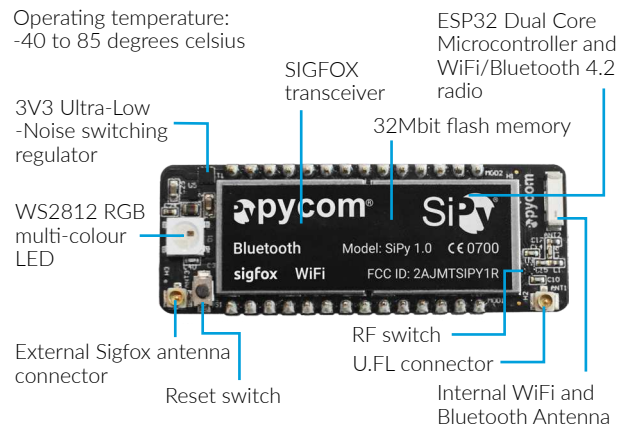 Operating temperature:
-40 to 85 degrees celsius
ESP32 Dual Core
Microcontroller and
WiFi/Bluetooth 4.2
radio
SIGFOX
transceiver
3V3 Ultra-Low
-Noise switching
regulator
32Mbit flash memory
WS2812 RGB
multi-colour
LED
pycom®
SiPy®
Bluetooth Model: SiPy 1.0 CE 0700
sigfox WiFi FCC ID: 2AJMTSIPY1R
pycom
External Sigfox antenna
connector
Reset switch
RF switch
U.FL connector
Internal WiFi and
Bluetooth Antenna